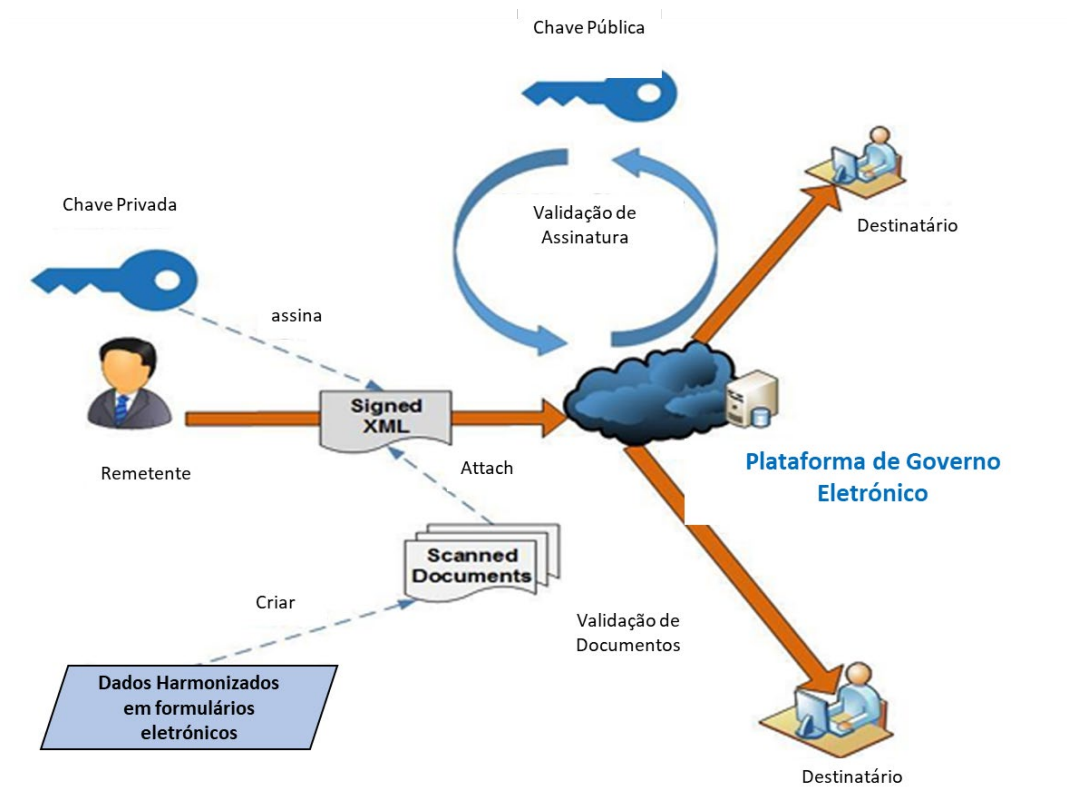 Chave Pública
Chave Privada
Validação de
Assinatura
Destinatário
assina
Signed
XML
Remetente
Attach
Plataforma de Governo
Eletrónico
Scanned
Documents
Criar
Validação de
Documentos
Dados Harmonizados
em formulários
eletrónicos
Destinatário